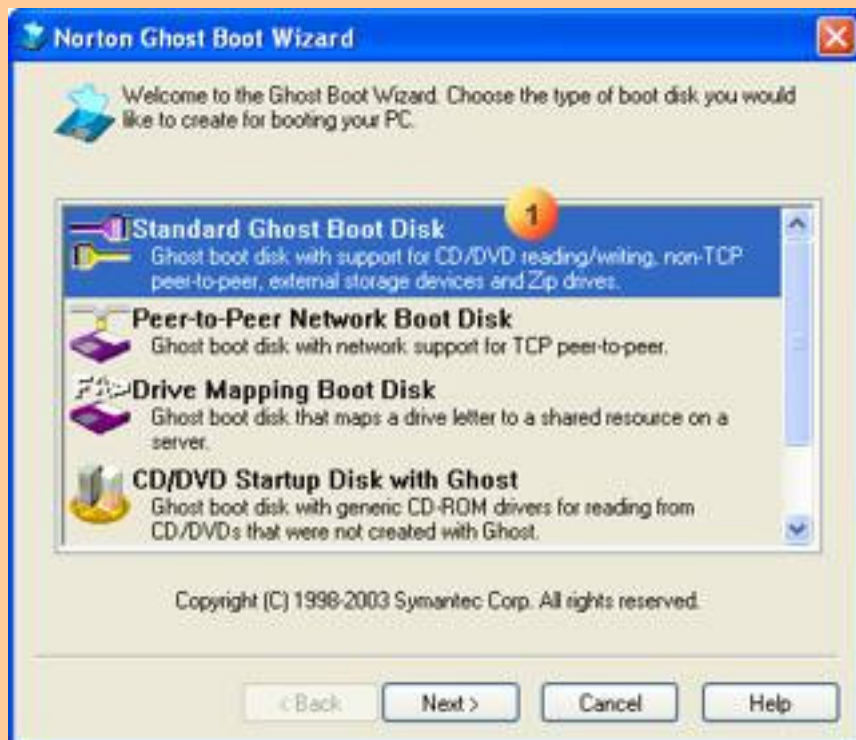 Norton Ghost Boot Wizard
Welcome to the Ghost Boot Wizard. Choose the type of boot disk you would
like to create for booting your PC.
1
Standard Ghost Boot Disk
Ghost boot disk with support for CD/DVD reading/writing, non-TCP
peer-to-peer, external storage devices and Zip drives.
Peer-to-Peer Network Boot Disk
Ghost boot disk with network support for TCP peer-to-peer.
F:\>
Drive Mapping Boot Disk
Ghost boot disk that maps a drive letter to a shared resource on a
server.
CD/DVD Startup Disk with Ghost
Ghost boot disk with generic CD-ROM drivers for reading from
CD/DVDs that were not created with Ghost.
Copyright (C) 1998-2003 Symantec Corp. All rights reserved.
< Back
Next >
Cancel
Help